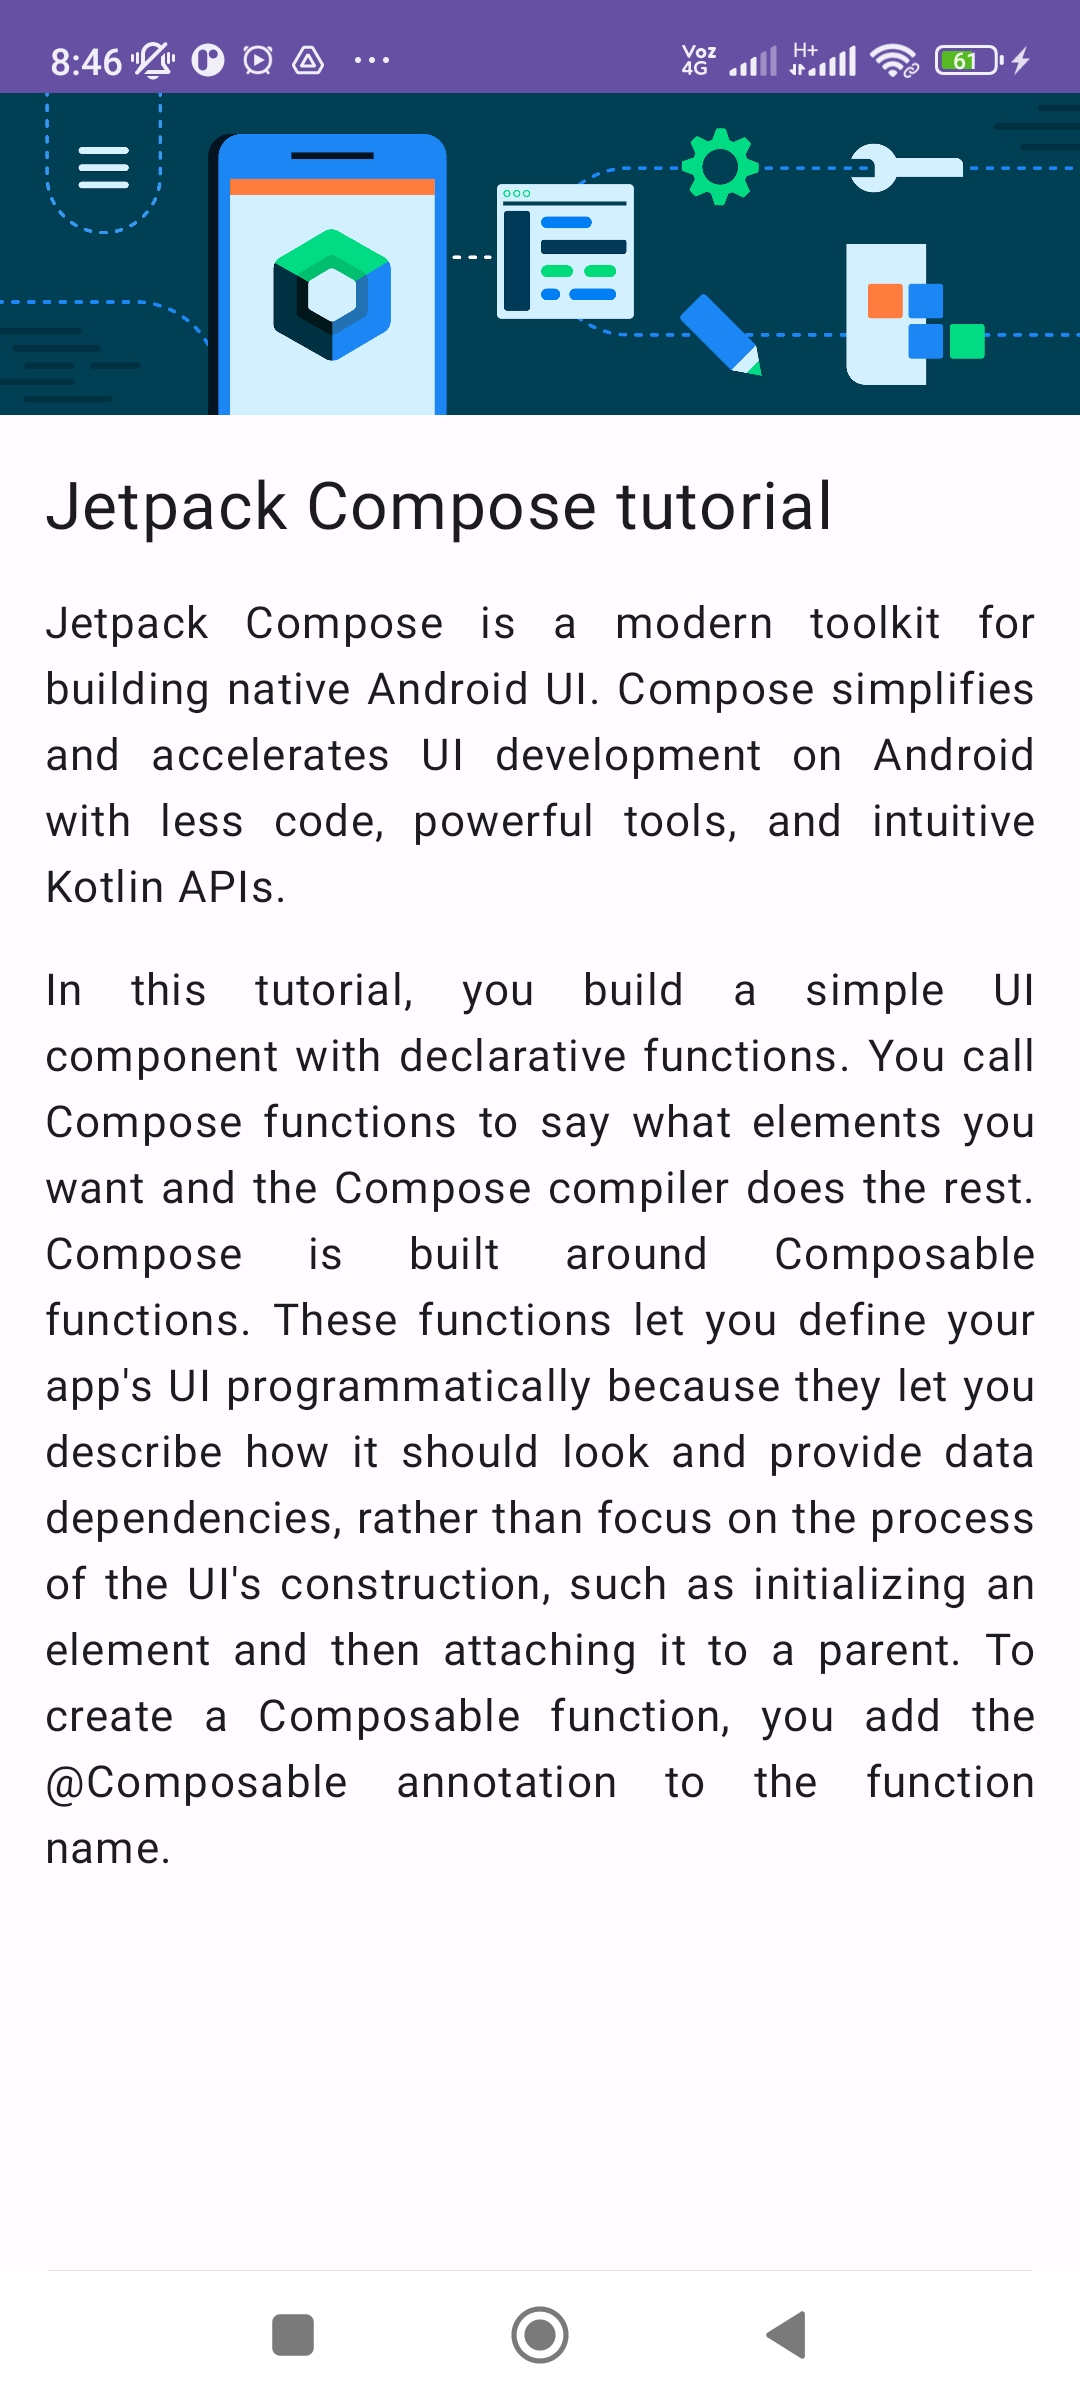 8:46
Voz
4G
H+
61
Jetpack Compose tutorial
Jetpack Compose is a modern toolkit for
building native Android UI. Compose simplifies
and accelerates UI development on Android
with less code, powerful tools, and intuitive
Kotlin APIs.
In this tutorial, you build a simple UI
component with declarative functions. You call
Compose functions to say what elements you
want and the Compose compiler does the rest.
Compose is built around Composable
functions. These functions let you define your
app's UI programmatically because they let you
describe how it should look and provide data
dependencies, rather than focus on the process
of the UI's construction, such as initializing an
element and then attaching it to a parent. To
create a Composable function, you add the
@Composable annotation to the function
name.